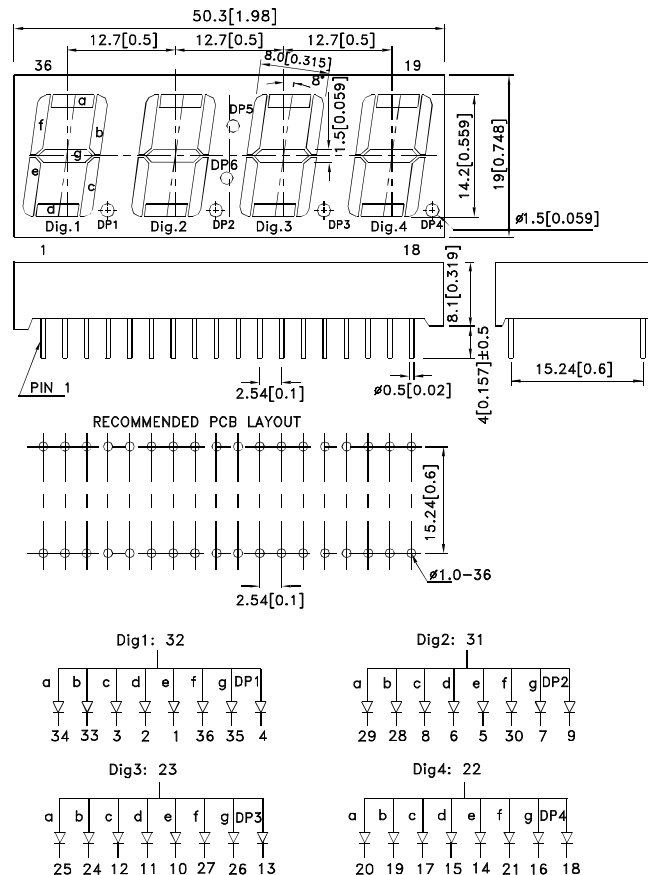 50.3[1.98]
12.7[0.5] 12.7[0.5] 12.7[0.5]
8.0[0.315]
36 19
8°
a
f b
g
e c
d
DP5
DP6
1.5[0.059]
14.2[0.559]
19[0.748]
Dig.1 DP1 Dig.2 DP2 Dig.3 DP3 Dig.4 DP4
ø1.5[0.059]
1 18
8.1[0.319]
4[0.157]±0.5
PIN 1
2.54[0.1]
ø0.5[0.02]
15.24[0.6]
RECOMMENDED PCB LAYOUT
15.24[0.6]
ø1.0-36
2.54[0.1]
Dig1: 32
a b c d e f g DP1
34 33 3 2 1 36 35 4
Dig2: 31
a b c d e f g DP2
29 28 8 6 5 30 7 9
Dig3: 23
a b c d e f g DP3
25 24 12 11 10 27 26 13
Dig4: 22
a b c d e f g DP4
20 19 17 15 14 21 16 18